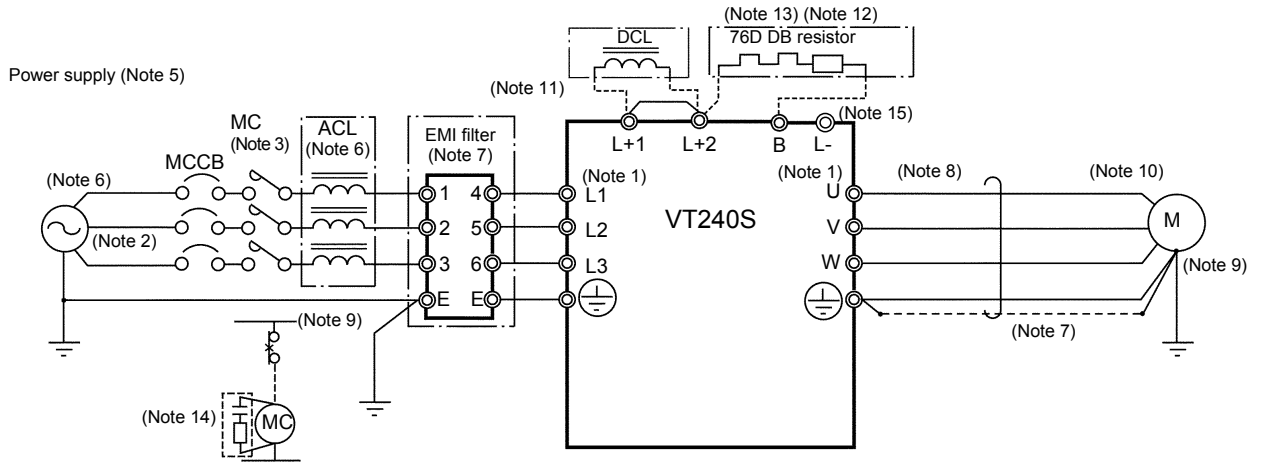 (Note 13) (Note 12)
DCL
76D DB resistor
Power supply (Note 5)
(Note 11)
(Note 15)
MC
(Note 3)
ACL
(Note 6)
EMI filter
(Note 7)
L+1
L+2
B
L-
MCCB
(Note 6)
(Note 1)
(Note 1)
(Note 8)
(Note 10)
1
4
L1
U
VT240S
M
(Note 2)
2
5
L2
V
3
6
L3
W
(Note 9)
E
E
(Note 9)
(Note 7)
(Note 14)
MC